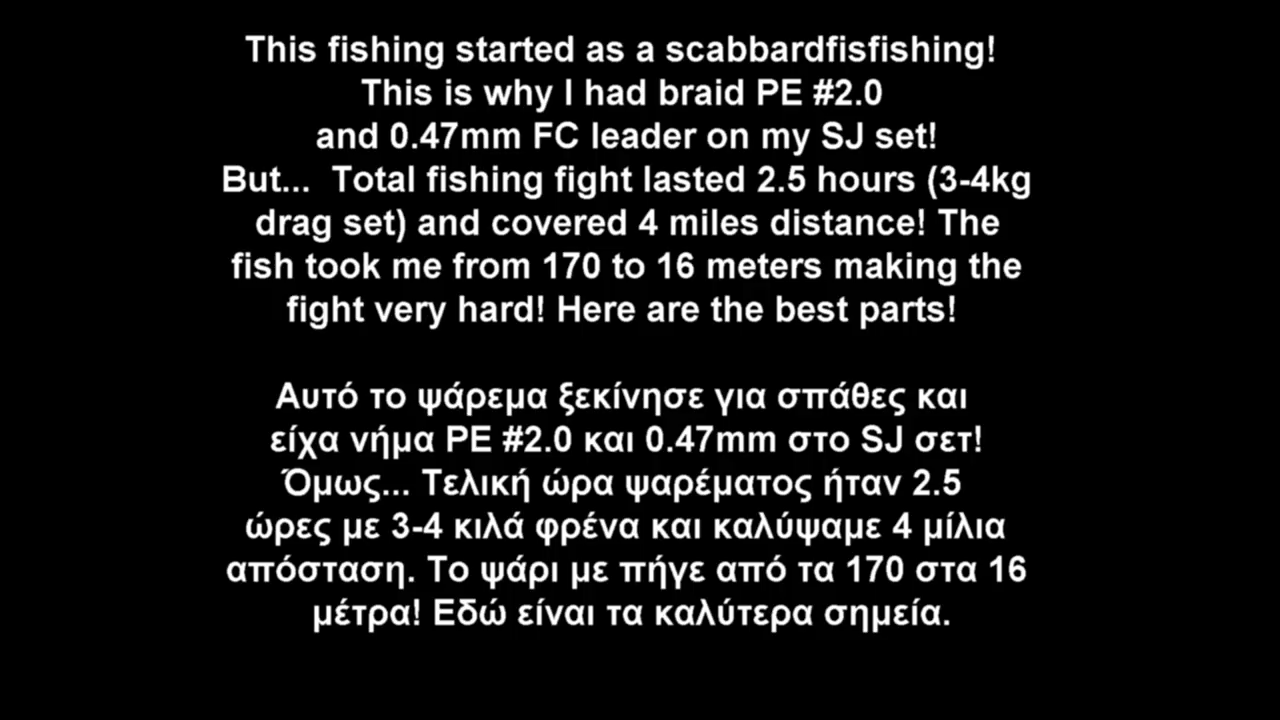 This fishing started as a scabbardfisfishing!
This is why I had braid PE #2.0
and 0.47mm FC leader on my SJ set!
But...  Total fishing fight lasted 2.5 hours (3-4kg
drag set) and covered 4 miles distance! The
fish took me from 170 to 16 meters making the
fight very hard! Here are the best parts!
Αυτό το ψάρεμα ξεκίνησε για σπάθες και
είχα νήμα PE #2.0 και 0.47mm στο SJ σετ!
Όμως... Τελική ώρα ψαρέματος ήταν 2.5
ώρες με 3-4 κιλά φρένα και καλύψαμε 4 μίλια
απόσταση. Το ψάρι με πήγε από τα 170 στα 16
μέτρα! Εδώ είναι τα καλύτερα σημεία.